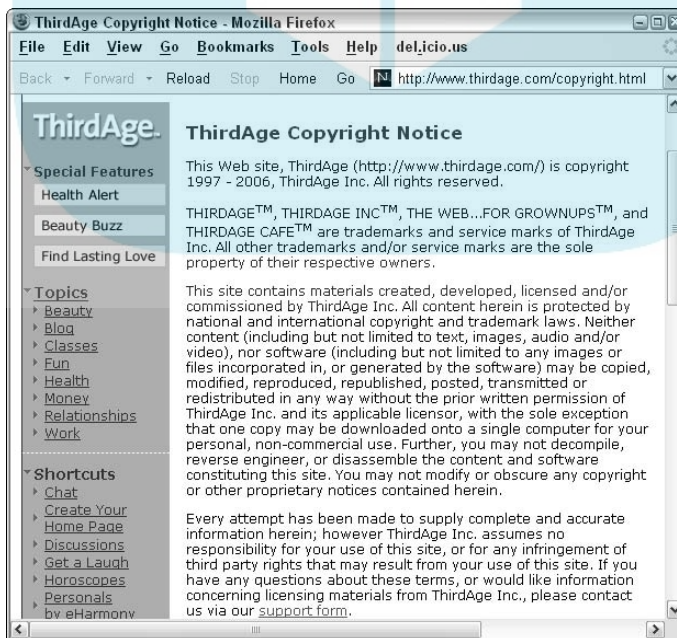 ThirdAge Copyright Notice - Mozilla Firefox
File Edit View Go Bookmarks Tools Help del.icio.us
Back Forward Reload Stop Home Go N http://www.thirdage.com/copyright.html
ThirdAge.
Special Features
Health Alert
Beauty Buzz
Find Lasting Love
Topics
Beauty
Blog
Classes
Fun
Health
Money
Relationships
Work
Shortcuts
Chat
Create Your
Home Page
Discussions
Get a Laugh
Horoscopes
Personals
by eHarmony
ThirdAge Copyright Notice
This Web site, ThirdAge (http://www.thirdage.com/) is copyright
1997 - 2006, ThirdAge Inc. All rights reserved.
THIRDAGE™, THIRDAGE INC™, THE WEB...FOR GROWNUPS™, and
THIRDAGE CAFE™ are trademarks and service marks of ThirdAge
Inc. All other trademarks and/or service marks are the sole
property of their respective owners.
This site contains materials created, developed, licensed and/or
commissioned by ThirdAge Inc. All content herein is protected by
national and international copyright and trademark laws. Neither
content (including but not limited to text, images, audio and/or
video), nor software (including but not limited to any images or
files incorporated in, or generated by the software) may be copied,
modified, reproduced, republished, posted, transmitted or
redistributed in any way without the prior written permission of
ThirdAge Inc. and its applicable licensor, with the sole exception
that one copy may be downloaded onto a single computer for your
personal, non-commercial use. Further, you may not decompile,
reverse engineer, or disassemble the content and software
constituting this site. You may not modify or obscure any copyright
or other proprietary notices contained herein.
Every attempt has been made to supply complete and accurate
information herein; however ThirdAge Inc. assumes no
responsibility for your use of this site, or for any infringement of
third party rights that may result from your use of this site. If you
have any questions about these terms, or would like information
concerning licensing materials from ThirdAge Inc., please contact
us via our support form.